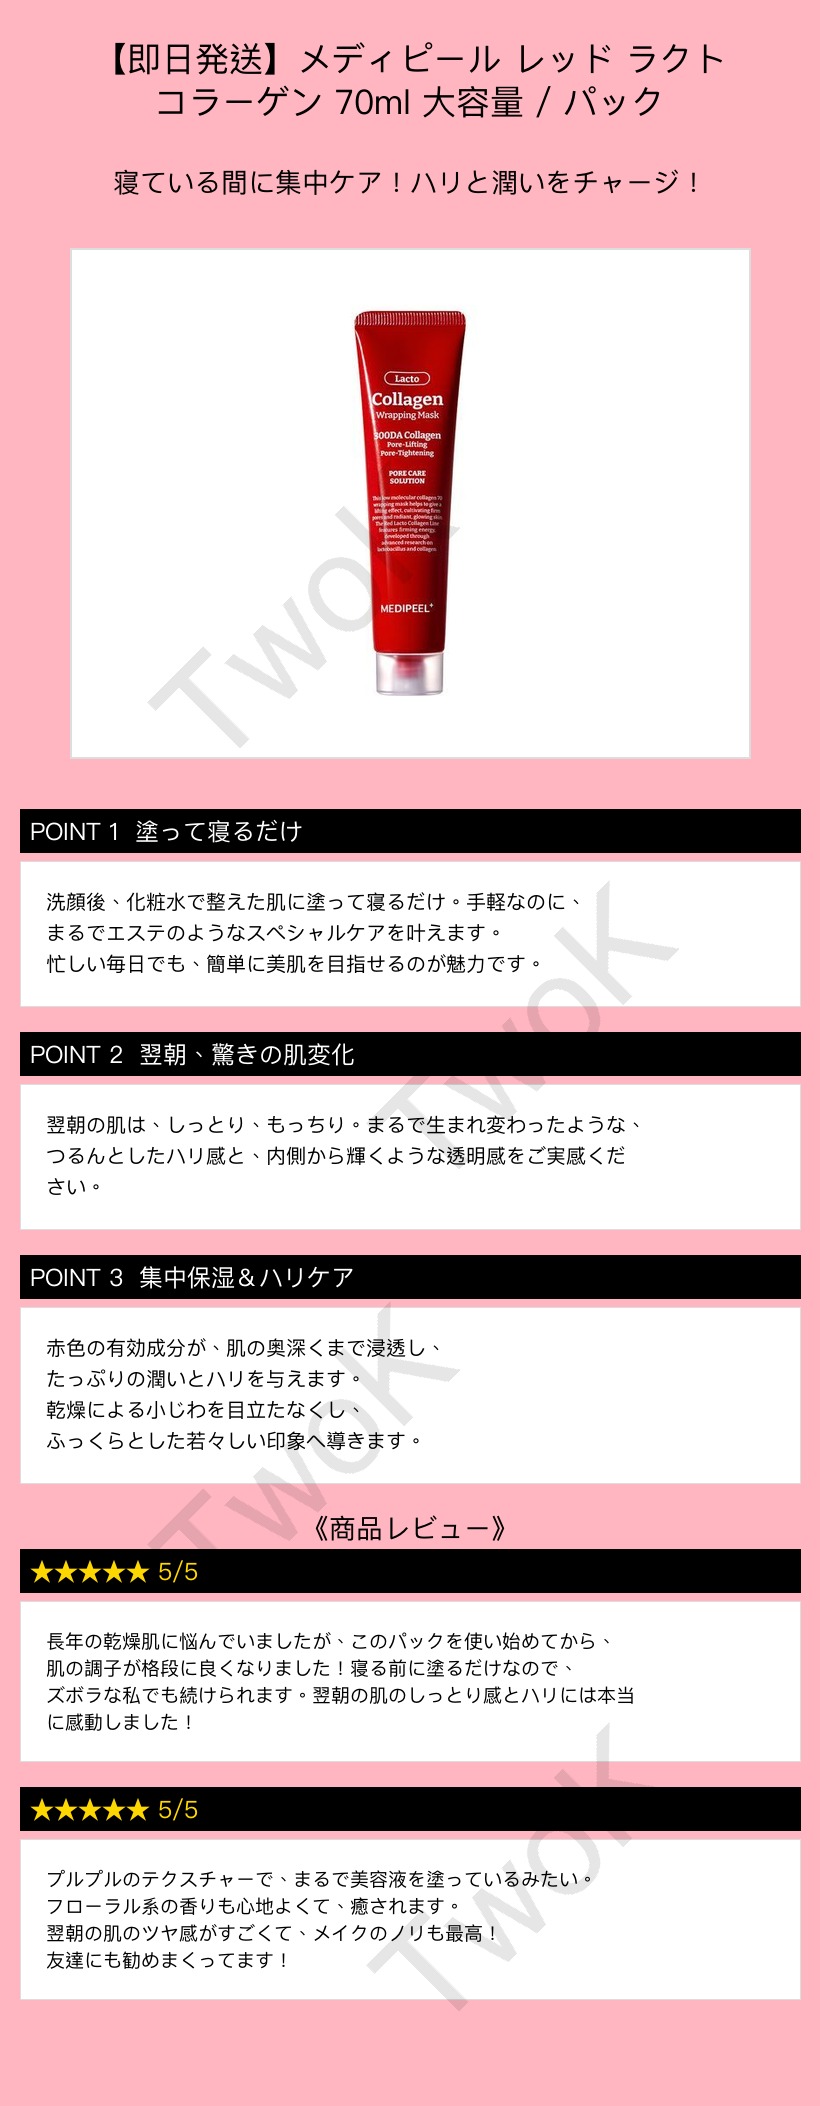 【即日発送】メディピール レッド ラクト
コラーゲン 70ml 大容量 / パック
寝ている間に集中ケア！ハリと潤いをチャージ！
Lacto
Collagen
Wrapping Mask
300DA Collagen
Pore-Lifting
Pore-Tightening
PORE CARE
SOLUTION
This low molecular collagen 70
wrapping mask helps to give a
lifting effect, cultivating firm
pores and radiant, glowing skin.
The Red Lacto Collagen Line
features firming energy,
developed through
advanced research on
lactobacillus and collagen.
MEDIPEEL+
TwoK
POINT 1 塗って寝るだけ
洗顔後、化粧水で整えた肌に塗って寝るだけ。手軽なのに、
まるでエステのようなスペシャルケアを叶えます。
忙しい毎日でも、簡単に美肌を目指せるのが魅力です。
TwoK
POINT 2 翌朝、驚きの肌変化
翌朝の肌は、しっとり、もっちり。まるで生まれ変わったような、
つるんとしたハリ感と、内側から輝くような透明感をご実感くだ
さい。
POINT 3 集中保湿＆ハリケア
赤色の有効成分が、肌の奥深くまで浸透し、
たっぷりの潤いとハリを与えます。
乾燥による小じわを目立たなくし、
ふっくらとした若々しい印象へ導きます。
TwoK
《商品レビュー》
★★★★★ 5/5
長年の乾燥肌に悩んでいましたが、このパックを使い始めてから、
肌の調子が格段に良くなりました！寝る前に塗るだけなので、
ズボラな私でも続けられます。翌朝の肌のしっとり感とハリには本当
に感動しました！
★★★★★ 5/5
プルプルのテクスチャーで、まるで美容液を塗っているみたい。
フローラル系の香りも心地よくて、癒されます。
翌朝の肌のツヤ感がすごくて、メイクのノリも最高！
友達にも勧めまくってます！
TwoK